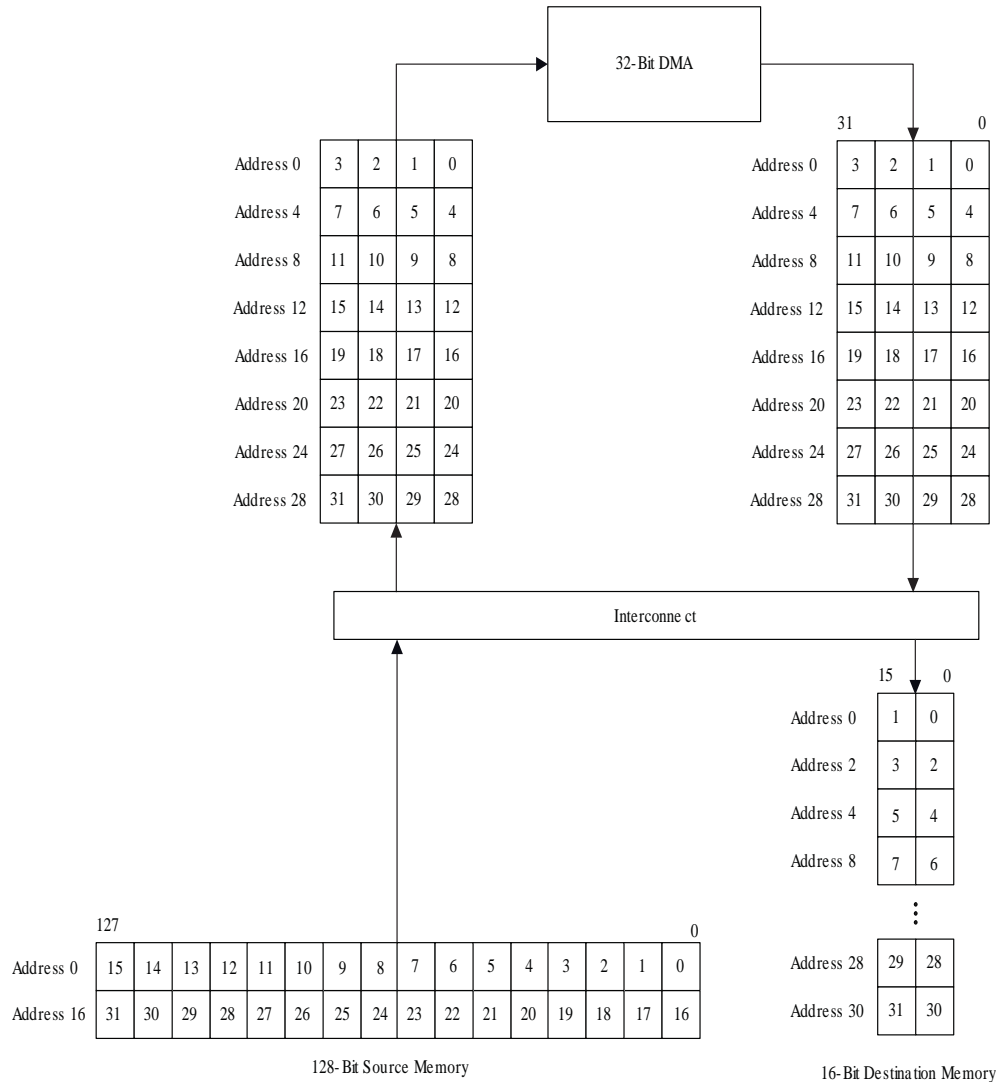 32-Bit DMA
31 0
Address 0 3 2 1 0 Address 0 3 2 1 0
Address 4 7 6 5 4 Address 4 7 6 5 4
Address 8 11 10 9 8 Address 8 11 10 9 8
Address 12 15 14 13 12 Address 12 15 14 13 12
Address 16 19 18 17 16 Address 16 19 18 17 16
Address 20 23 22 21 20 Address 20 23 22 21 20
Address 24 27 26 25 24 Address 24 27 26 25 24
Address 28 31 30 29 28 Address 28 31 30 29 28
Interconnect
15 0
Address 0 1 0
Address 2 3 2
Address 4 5 4
Address 8 7 6
127 0
Address 0 15 14 13 12 11 10 9 8 7 6 5 4 3 2 1 0
Address 16 31 30 29 28 27 26 25 24 23 22 21 20 19 18 17 16
128-Bit Source Memory
Address 28 29 28
Address 30 31 30
16-Bit Destination Memory